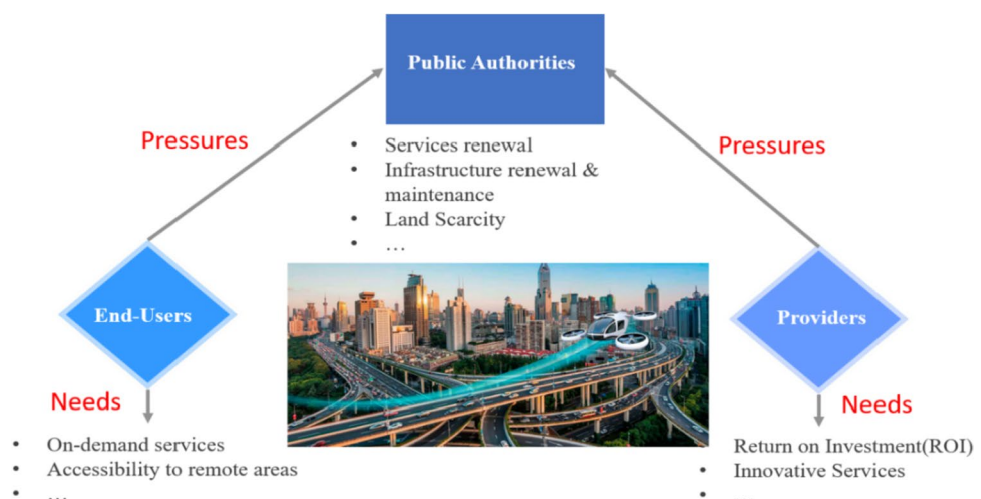 Public Authorities
Pressures
Pressures
• Services renewal
• Infrastructure renewal &
maintenance
• Land Scarcity
• …
End-Users
Providers
Needs
• On-demand services
• Accessibility to remote areas
• …
Needs
Return on Investment(ROI)
• Innovative Services
• …